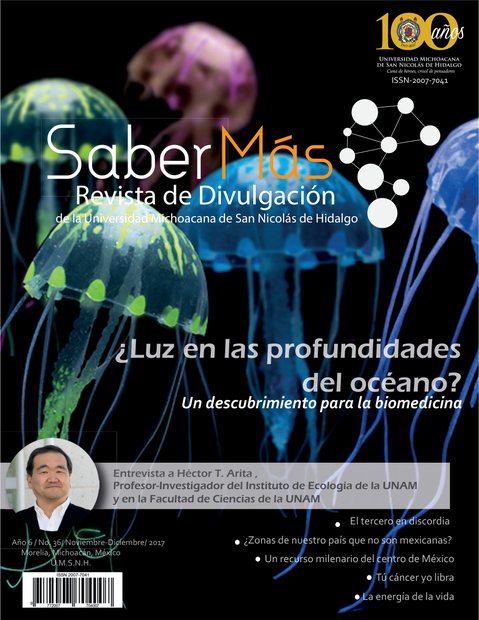 100 años
UNIVERSIDAD MICHOACANA
DE SAN NICOLÁS DE HIDALGO
Cuna de héroes, crisol de pensadores
ISSN-2007-7041
Saber Más
Revista de Divulgación
de la Universidad Michoacana de San Nicolás de Hidalgo
¿Luz en las profundidades
del océano?
Un descubrimiento para la biomedicina
Entrevista a Héctor T. Arita ,
Profesor-Investigador del Instituto de Ecología de la UNAM
y en la Facultad de Ciencias de la UNAM
Año 6 / No. 36/ Noviembre-Diciembre/ 2017
Morelia, Michoacán, México
U.M.S.N.H.
• El tercero en discordia
• ¿Zonas de nuestro país que no son mexicanas?
• Un recurso milenario del centro de México
• Tú cáncer yo libra
• La energía de la vida
ISSN 2007-7041
9 772007 704007